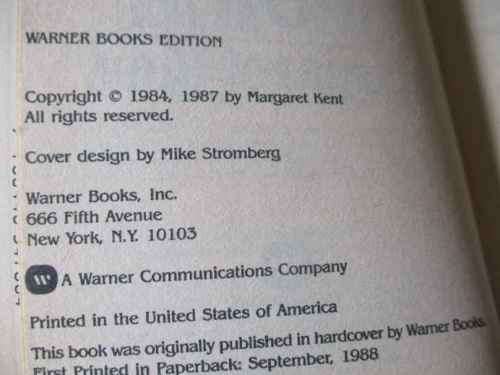 WARNER BOOKS EDITION
Copyright © 1984, 1987 by Margaret Kent
All rights reserved.
Cover design by Mike Stromberg
Warner Books, Inc.
666 Fifth Avenue
New York, N.Y. 10103
A Warner Communications Company
Printed in the United States of America
This book was originally published in hardcover by Warner Books.
First Printed in Paperback: September, 1988